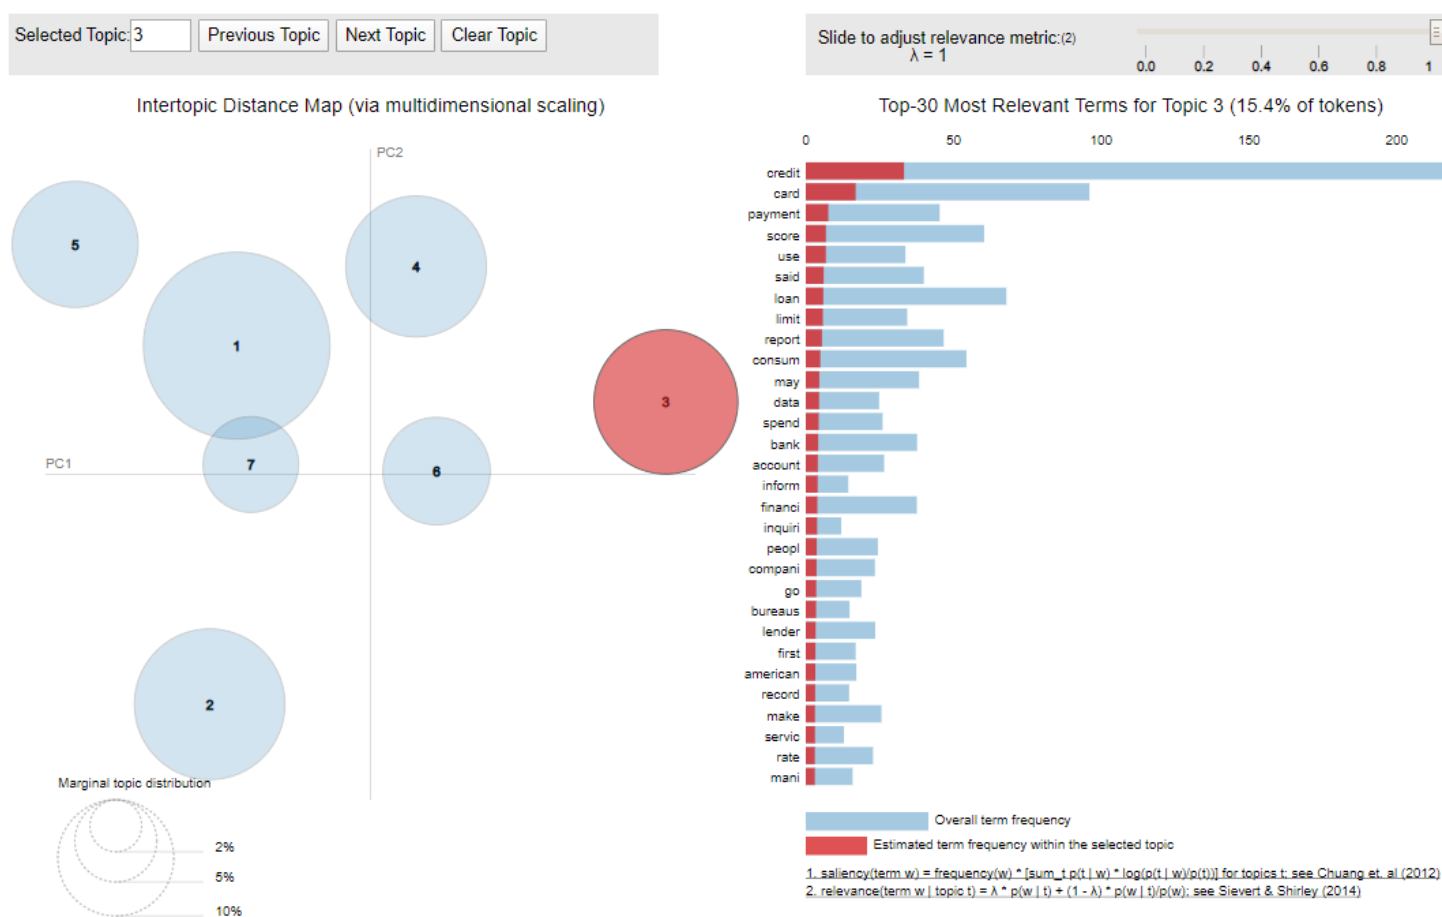 Selected Topic: 3 Previous Topic Next Topic Clear Topic
Slide to adjust relevance metric:(2)
λ = 1
0.0 0.2 0.4 0.6 0.8 1
Intertopic Distance Map (via multidimensional scaling)
PC2
PC1
5
4
1
3
7
6
2
Marginal topic distribution
2%
5%
10%
Top-30 Most Relevant Terms for Topic 3 (15.4% of tokens)
0 50 100 150 200
credit
card
payment
score
use
said
loan
limit
report
consum
may
data
spend
bank
account
inform
financi
inquiri
peopl
compani
go
bureaus
lender
first
american
record
make
servic
rate
mani
Overall term frequency
Estimated term frequency within the selected topic
1. saliency(term w) = frequency(w) * [sum_t p(t | w) * log(p(t | w)/p(t))] for topics t; see Chuang et. al (2012)
2. relevance(term w | topic t) = λ * p(w | t) + (1 - λ) * p(w | t)/p(w); see Sievert & Shirley (2014)